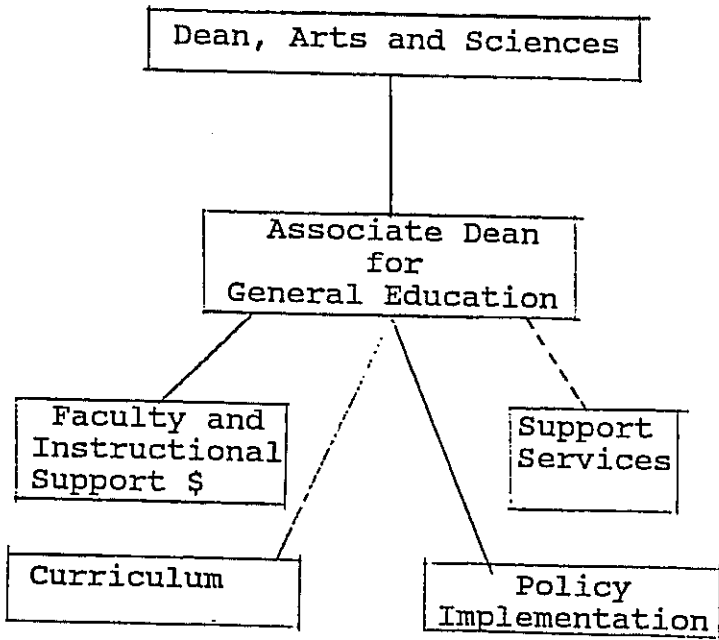 Dean, Arts and Sciences
Associate Dean
for
General Education
Faculty and
Instructional
Support $
Support
Services
Curriculum
Policy
Implementation